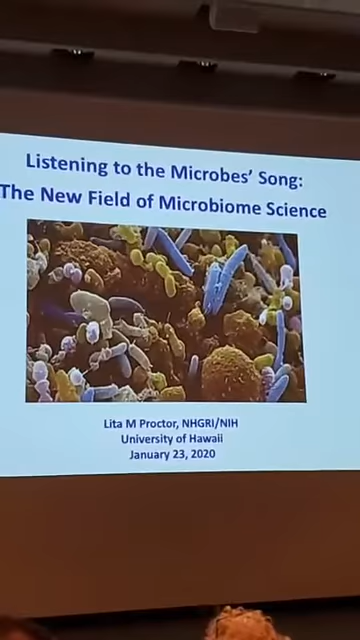 Listening to the Microbes' Song:
The New Field of Microbiome Science
Lita M Proctor, NHGRI/NIH
University of Hawaii
January 23, 2020